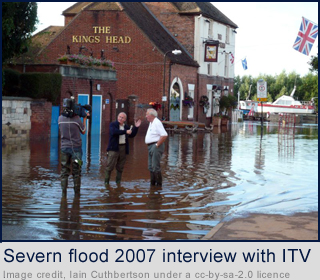 THE
KINGS HEAD
Severn flood 2007 interview with ITV
Image credit, Iain Cuthbertson under a cc-by-sa-2.0 licence